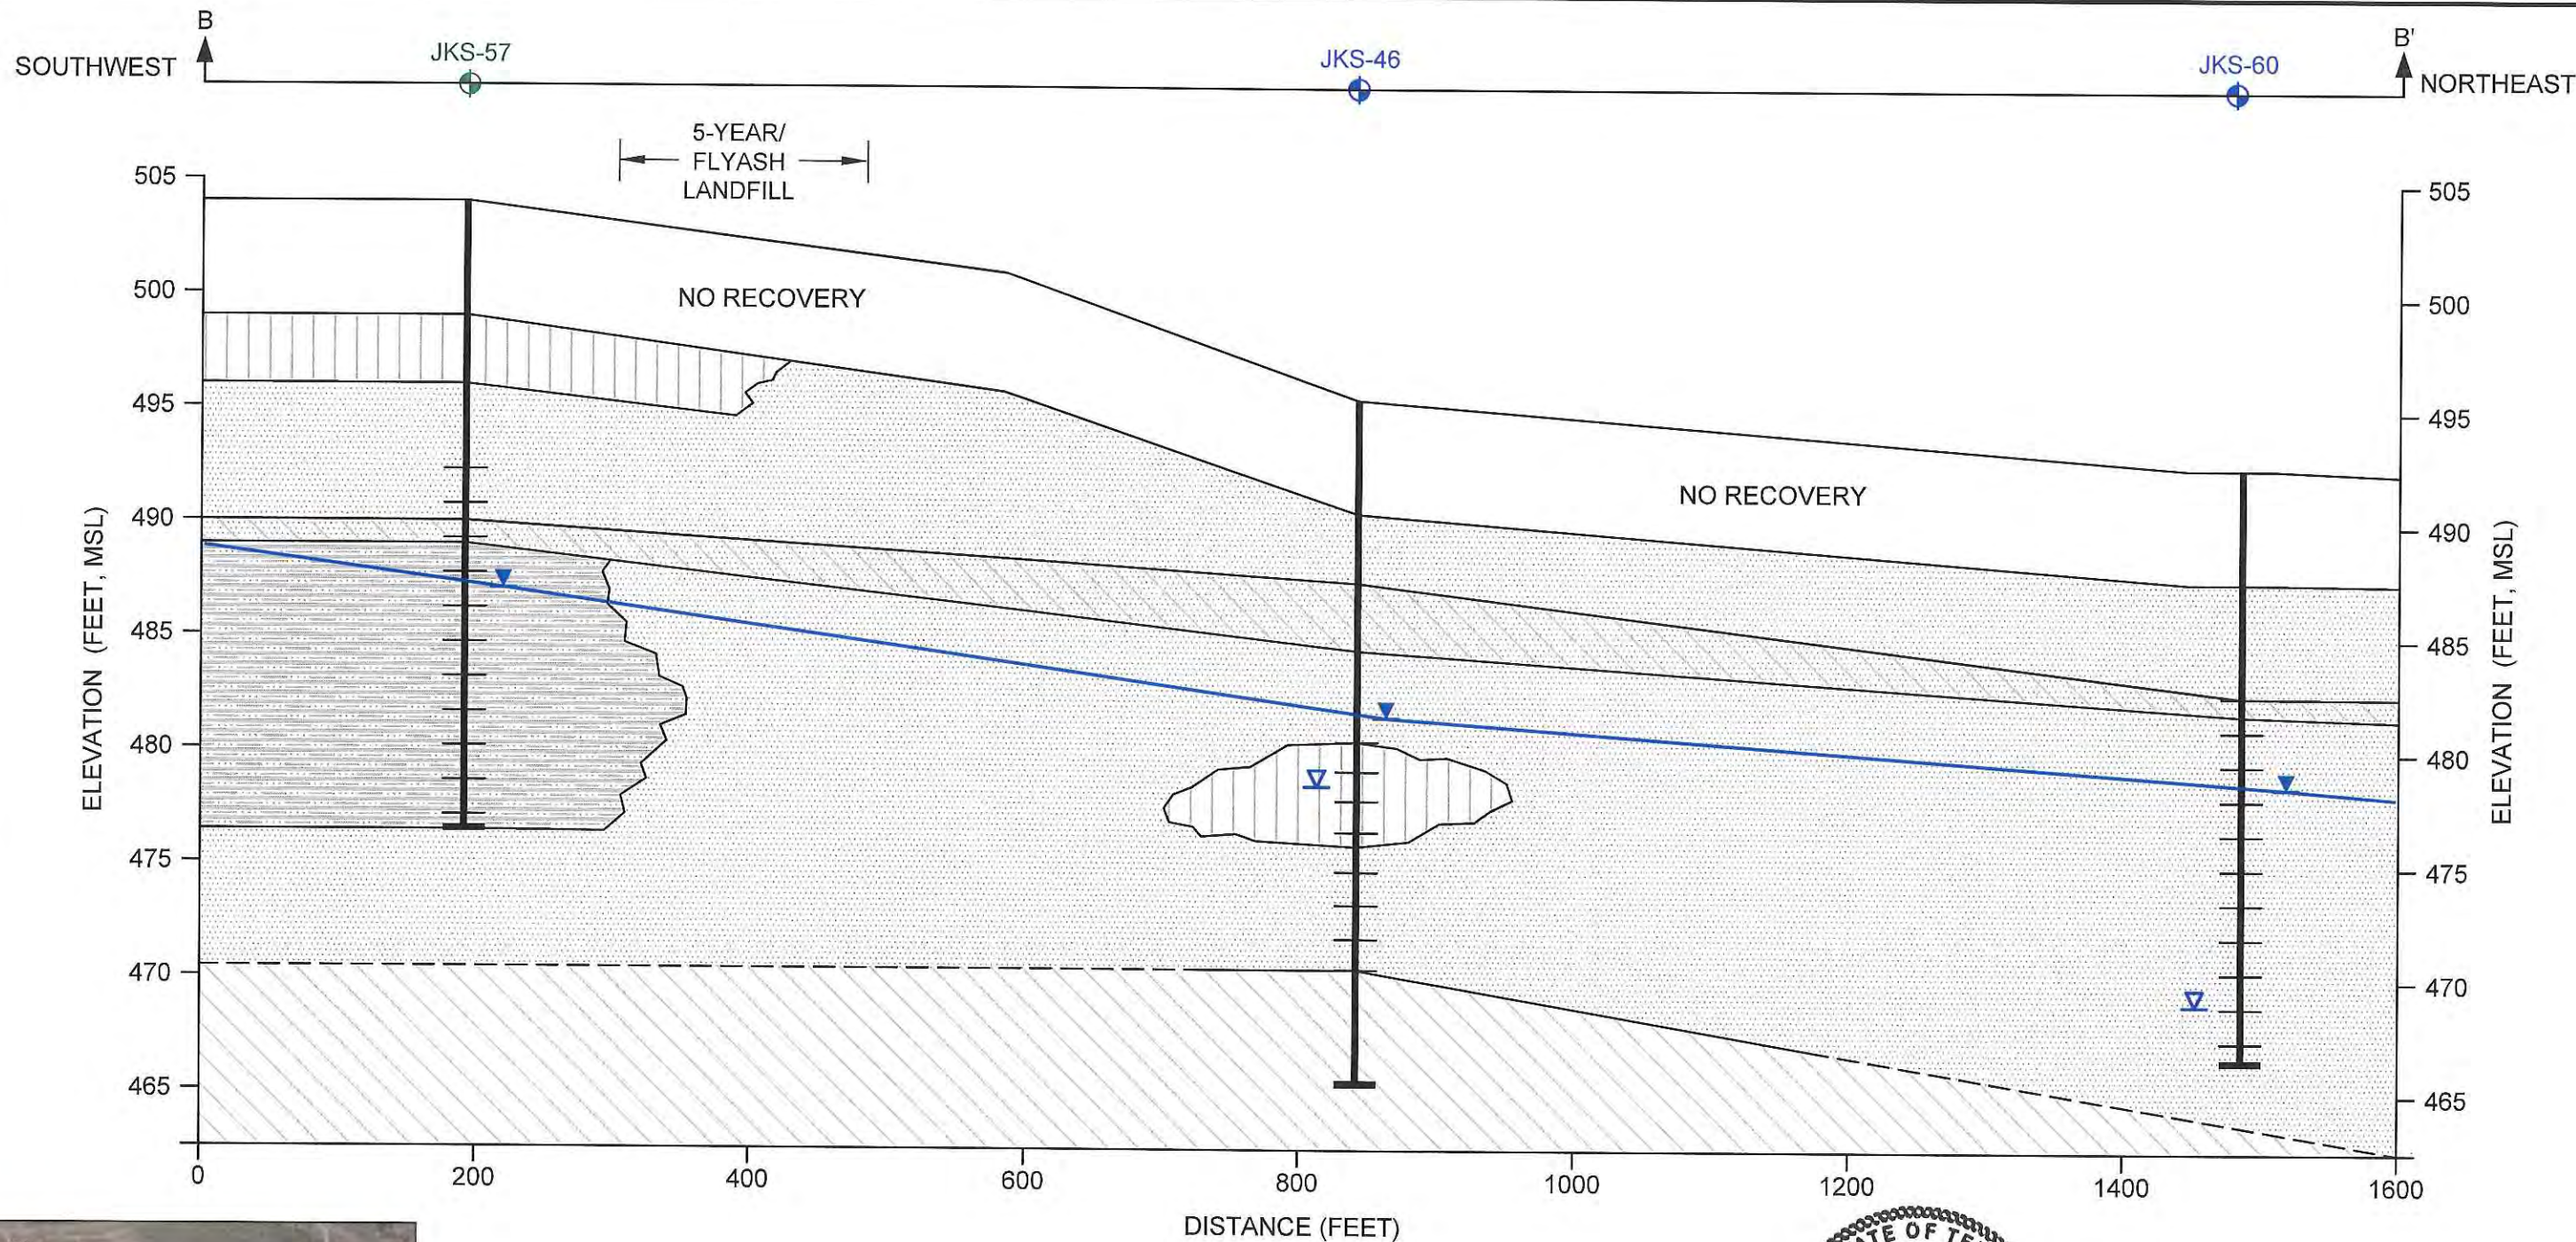 B
B'
SOUTHWEST
JKS-57
JKS-46
JKS-60
NORTHEAST
5-YEAR/
FLYASH
LANDFILL
505
500
495
490
485
480
475
470
465
ELEVATION (FEET, MSL)
NO RECOVERY
NO RECOVERY
505
500
495
490
485
480
475
470
465
ELEVATION (FEET, MSL)
0
200
400
600
800
1000
1200
1400
1600
DISTANCE (FEET)
OF